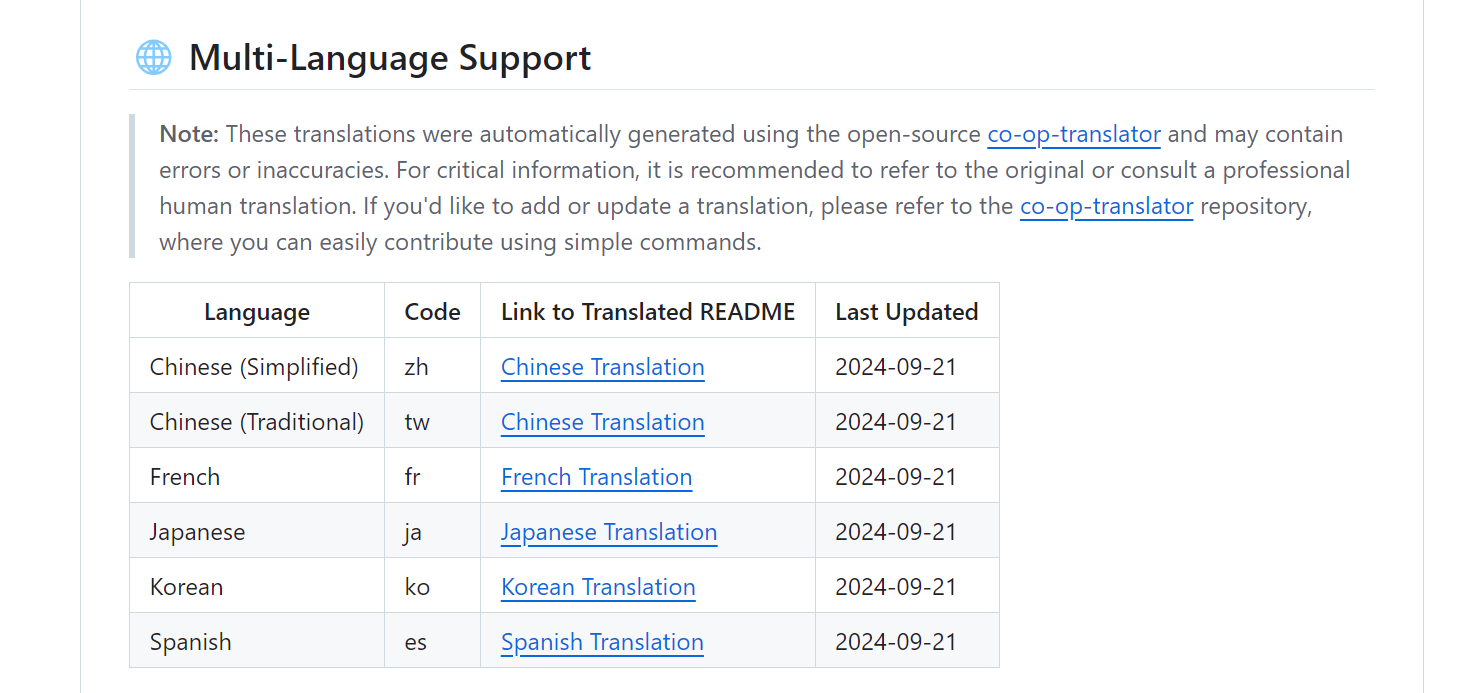 🌐 Multi-Language Support
Note: These translations were automatically generated using the open-source co-op-translator and may contain
errors or inaccuracies. For critical information, it is recommended to refer to the original or consult a professional
human translation. If you'd like to add or update a translation, please refer to the co-op-translator repository,
where you can easily contribute using simple commands.
Language Code Link to Translated README Last Updated
Chinese (Simplified) zh Chinese Translation 2024-09-21
Chinese (Traditional) tw Chinese Translation 2024-09-21
French fr French Translation 2024-09-21
Japanese ja Japanese Translation 2024-09-21
Korean ko Korean Translation 2024-09-21
Spanish es Spanish Translation 2024-09-21